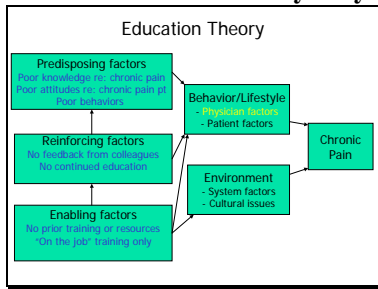 Education Theory
Predisposing factors
Poor knowledge re: chronic pain
Poor attitudes re: chronic pain pt
Poor behaviors
Reinforcing factors
No feedback from colleagues
No continued education
Enabling factors
No prior training or resources
"On the job" training only
Behavior/Lifestyle
- Physician factors
- Patient factors
Environment
- System factors
- Cultural issues
Chronic
Pain